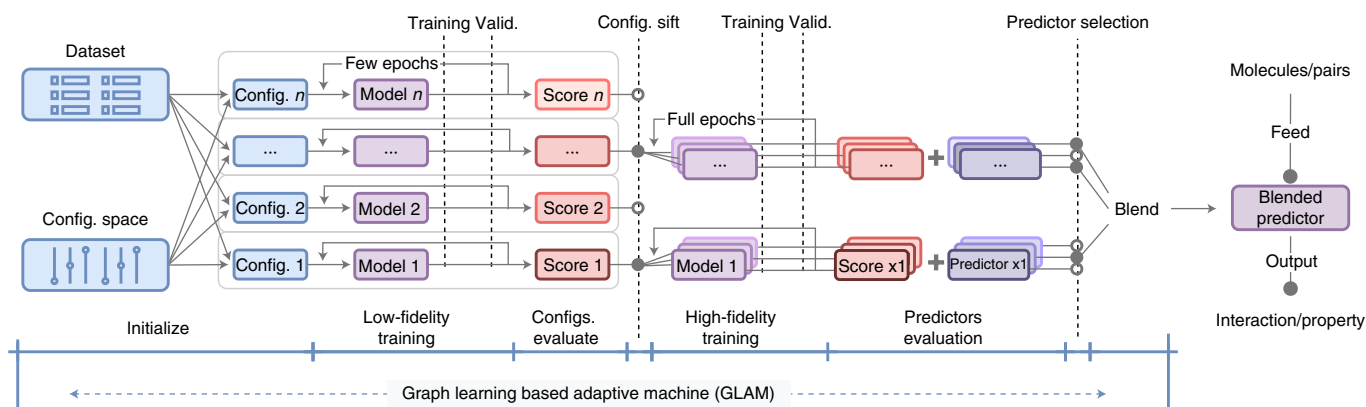 Training Valid.
Config. sift
Training Valid.
Predictor selection
Dataset
Few epochs
Config. n
Model n
Score n
Molecules/pairs
Full epochs
Feed
...
...
...
...
...
...
Config. space
Config. 2
Model 2
Score 2
Blend
Blended
predictor
Config. 1
Model 1
Score 1
Model 1
Score x1
Predictor x1
Output
Initialize
Low-fidelity
training
Configs.
evaluate
High-fidelity
training
Predictors
evaluation
Interaction/property
Graph learning based adaptive machine (GLAM)